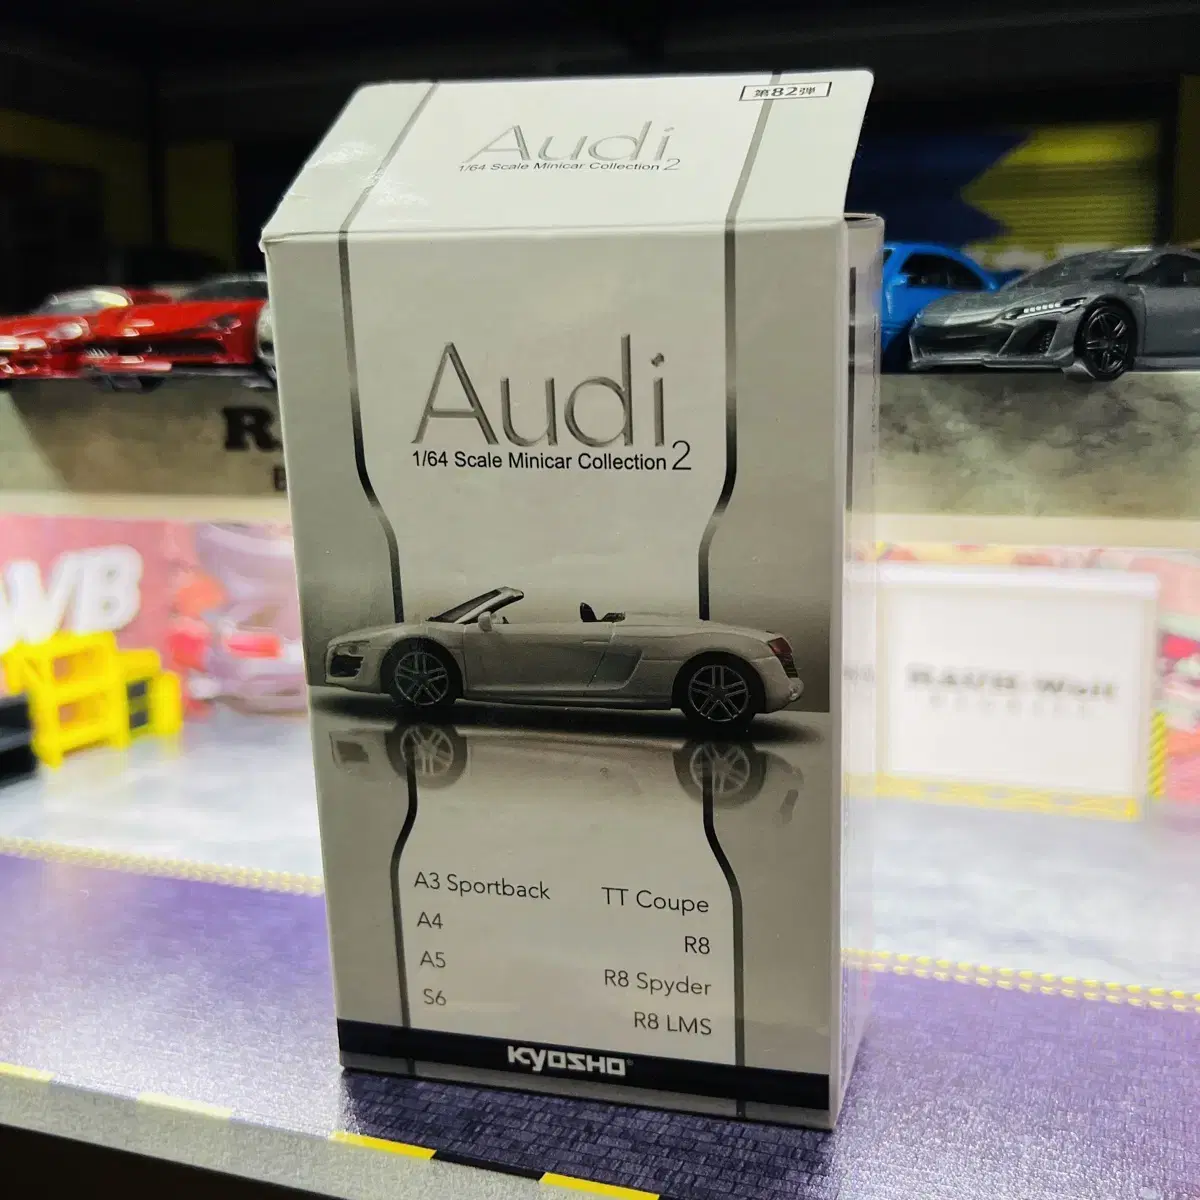 第82弾
Audi
1/64 Scale Minicar Collection 2
Audi
1/64 Scale Minicar Collection 2
A3 Sportback
A4
A5
S6
TT Coupe
R8
R8 Spyder
R8 LMS
KYOSHO